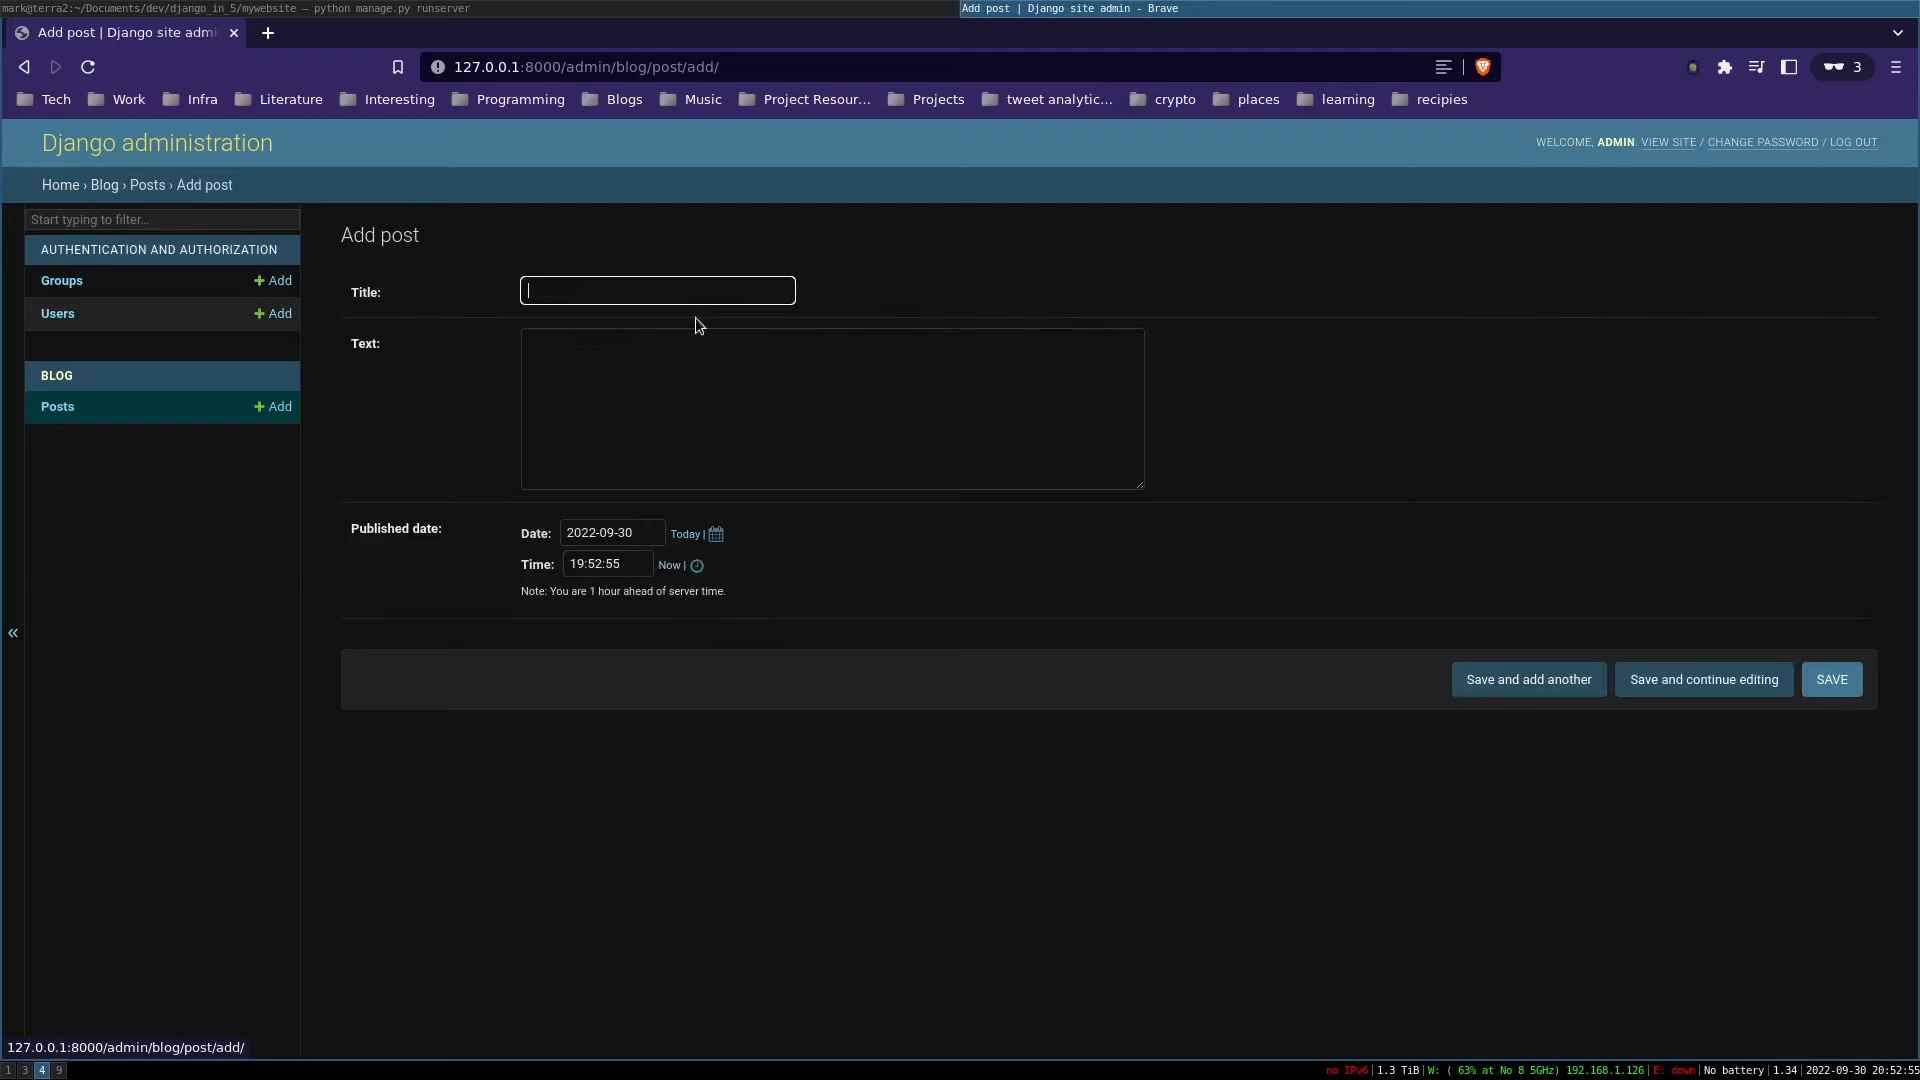 mark@terra2:~/Documents/dev/django_in_5/mywebsite — python manage.py runserver
Add post | Django site admin - Brave
Add post | Django site admi
127.0.0.1:8000/admin/blog/post/add/
3
Tech Work Infra Literature Interesting Programming Blogs Music Project Resour... Projects tweet analytic... crypto places learning recipies
Django administration
WELCOME, ADMIN. VIEW SITE / CHANGE PASSWORD / LOG OUT
Home › Blog › Posts › Add post
Start typing to filter...
AUTHENTICATION AND AUTHORIZATION
Groups + Add
Users + Add
BLOG
Posts + Add
«
Add post
Title:
Text:
Published date:
Date: 2022-09-30 Today |
Time: 19:52:55 Now |
Note: You are 1 hour ahead of server time.
Save and add another
Save and continue editing
SAVE
127.0.0.1:8000/admin/blog/post/add/
1 3 4 9
no IPv6 | 1.3 TiB | W: ( 63% at No 8 5GHz) 192.168.1.126 | E: down | No battery | 1.34 | 2022-09-30 20:52:55